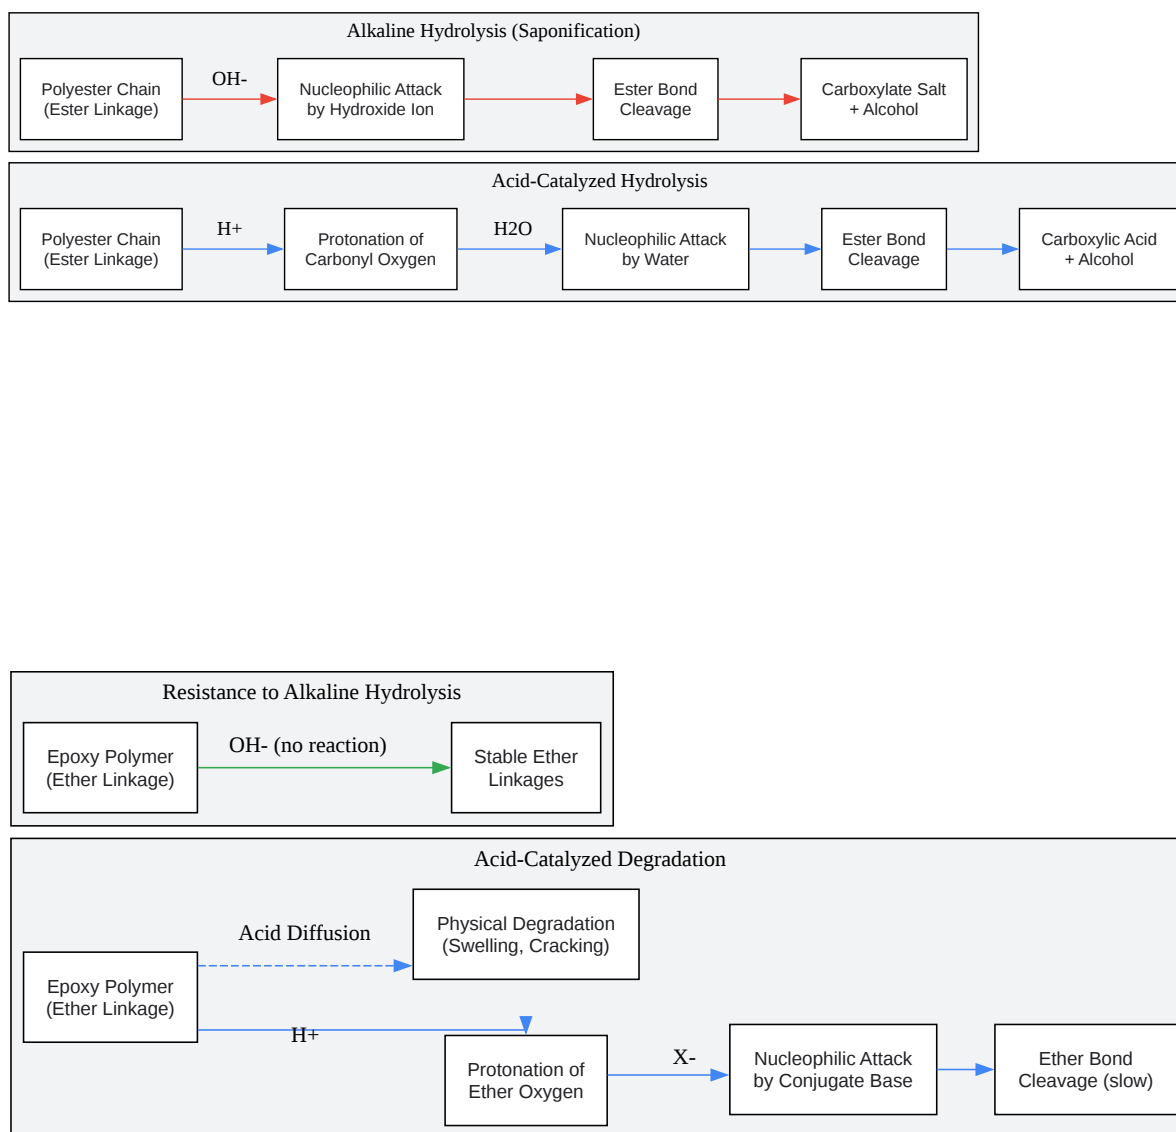 Alkaline Hydrolysis (Saponification)
Polyester Chain
(Ester Linkage)
OH-
Nucleophilic Attack
by Hydroxide Ion
Ester Bond
Cleavage
Carboxylate Salt
+ Alcohol
Acid-Catalyzed Hydrolysis
Polyester Chain
(Ester Linkage)
H+
Protonation of
Carbonyl Oxygen
H2O
Nucleophilic Attack
by Water
Ester Bond
Cleavage
Carboxylic Acid
+ Alcohol
Resistance to Alkaline Hydrolysis
Epoxy Polymer
(Ether Linkage)
OH- (no reaction)
Stable Ether
Linkages
Acid-Catalyzed Degradation
Epoxy Polymer
(Ether Linkage)
Acid Diffusion
Physical Degradation
(Swelling, Cracking)
H+
Protonation of
Ether Oxygen
X-
Nucleophilic Attack
by Conjugate Base
Ether Bond
Cleavage (slow)